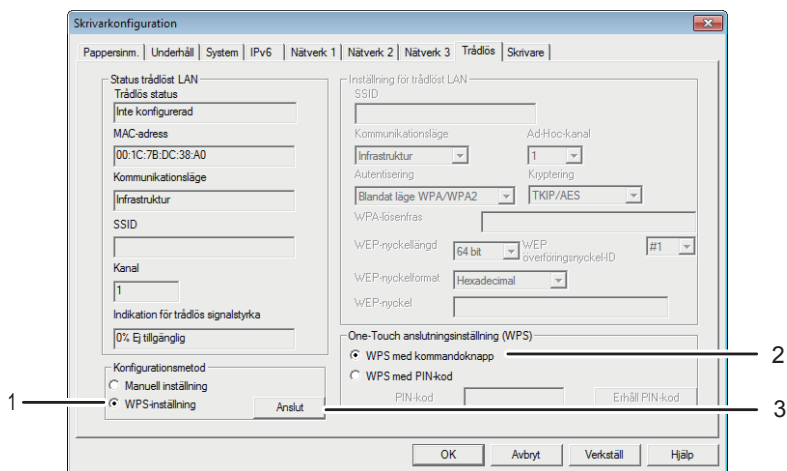 Skrivarkonfiguration
Pappersinm. Underhåll System IPv6 Nätverk 1 Nätverk 2 Nätverk 3 Trådlös Skrivare
Status trådlöst LAN
Trådlös status
Inte konfigurerad
MAC-adress
00:1C:7B:DC:38:A0
Kommunikationsläge
Infrastruktur
SSID
Kanal
1
Indikation för trådlös signalstyrka
0% Ej tillgänglig
Konfigurationsmetod
Manuell inställning
1
WPS-inställning
Anslut
3
Inställning för trådlöst LAN
SSID
Kommunikationsläge Ad-Hoc-kanal
Infrastruktur 1
Autentisering Kryptering
Blandat läge WPA/WPA2 TKIP/AES
WPA-lösenfras
WEP-nyckellängd 64 bit WEP överföringsnyckel-ID #1
WEP-nyckelformat Hexadecimal
WEP-nyckel
One-Touch anslutningsinställning (WPS)
WPS med kommandoknapp
2
WPS med PIN-kod
PIN-kod Erhåll PIN-kod
OK Avbryt Verkställ Hjälp